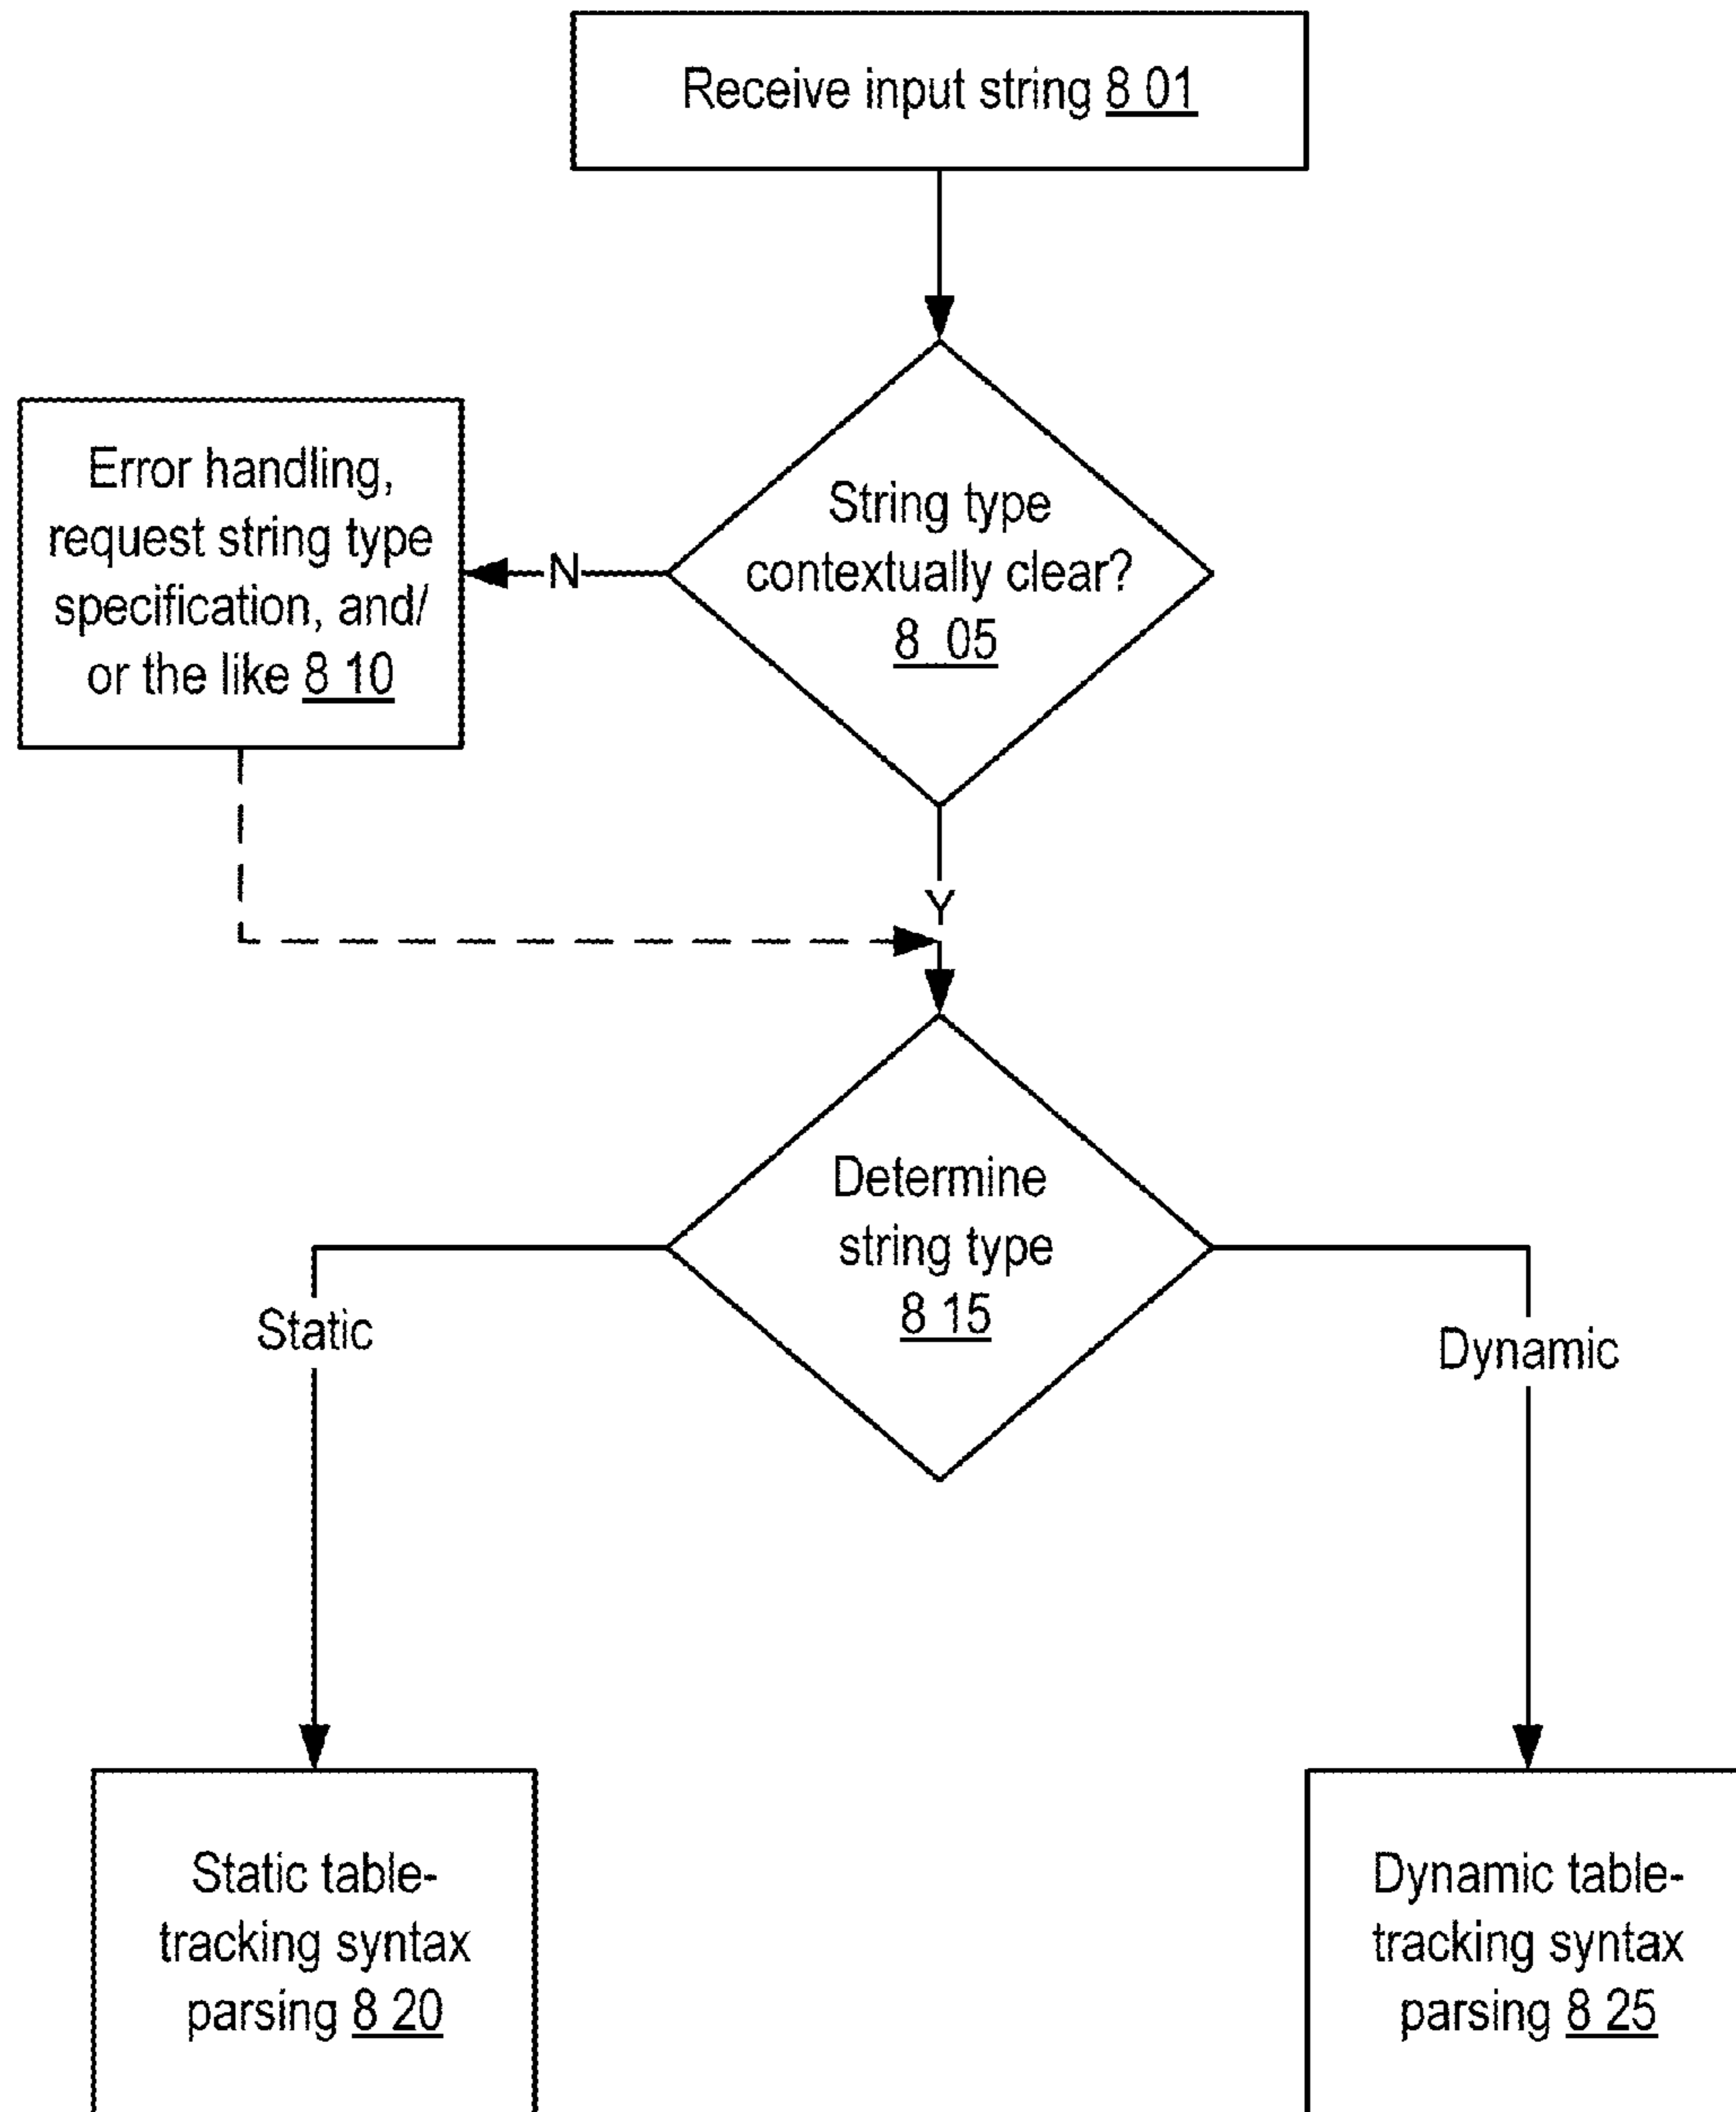 Receive input string 8 01
String type
contextually clear?
8 05
N
Error handling,
request string type
specification, and/
or the like 8 10
Y
Determine
string type
8 15
Static
Dynamic
Static table-
tracking syntax
parsing 8 20
Dynamic table-
tracking syntax
parsing 8 25